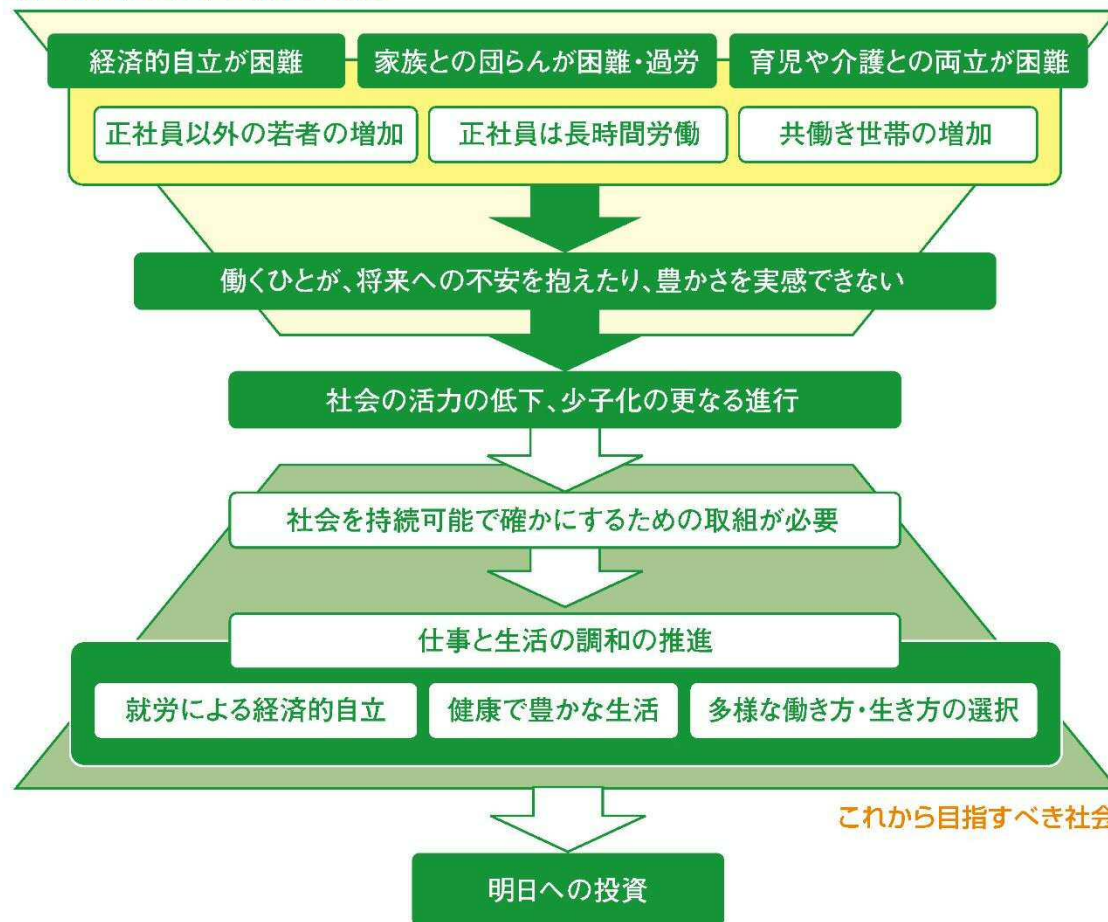 経済的自立が困難
家族との団らんが困難・過労
育児や介護との両立が困難
正社員以外の若者の増加
正社員は長時間労働
共働き世帯の増加
働くひとが、将来への不安を抱えたり、豊かさを実感できない
社会の活力の低下、少子化の更なる進行
社会を持続可能で確かにするための取組が必要
仕事と生活の調和の推進
就労による経済的自立
健康で豊かな生活
多様な働き方・生き方の選択
これから目指すべき社会
明日への投資